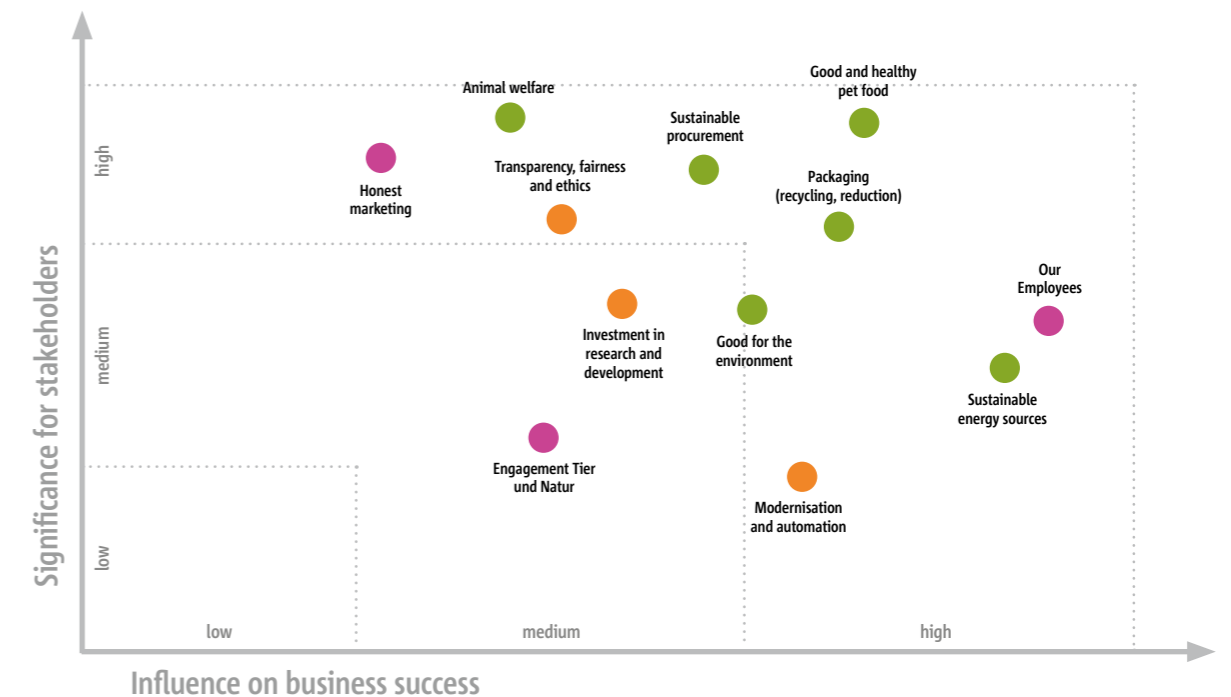 Significance for stakeholders
high
medium
low
Good and healthy
pet food
Animal welfare
Sustainable
procurement
Transparency, fairness
and ethics
Packaging
(recycling, reduction)
Honest
marketing
Our
Employees
Investment in
research and
development
Good for the
environment
Sustainable
energy sources
Engagement Tier
und Natur
Modernisation
and automation
low
medium
high
Influence on business success